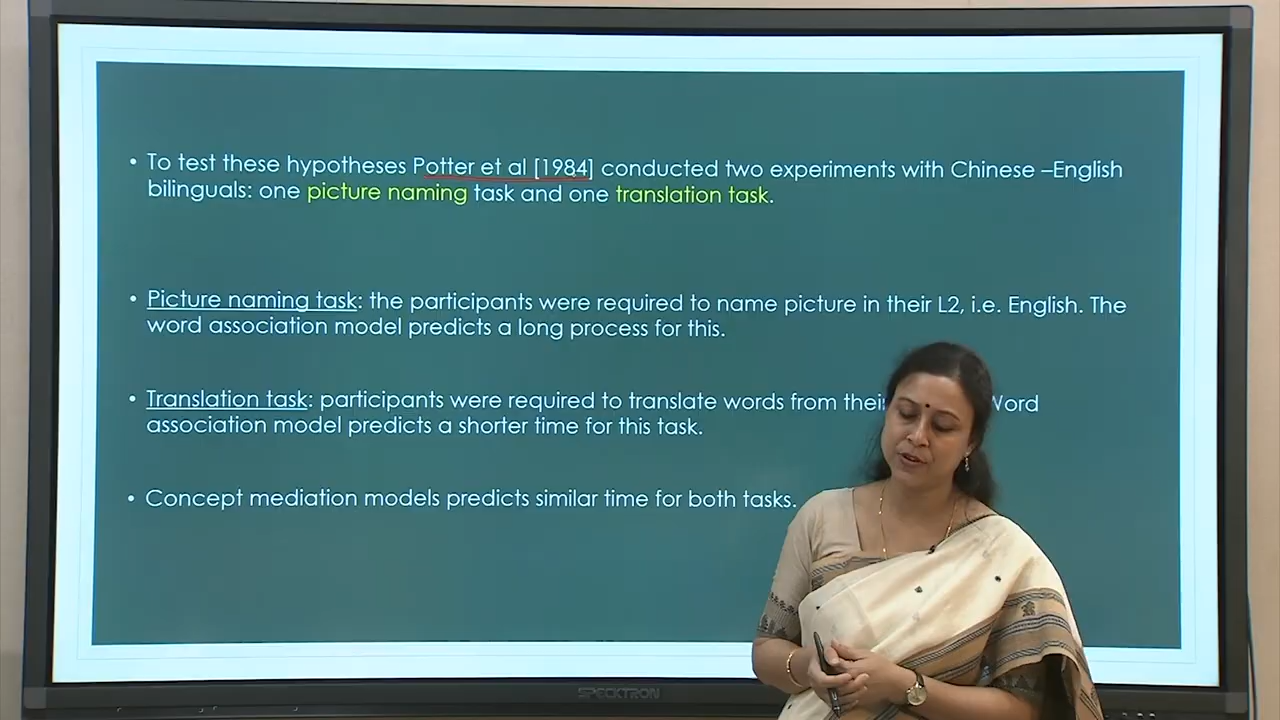 • To test these hypotheses Potter et al [1984] conducted two experiments with Chinese –English
bilinguals: one picture naming task and one translation task.
• Picture naming task: the participants were required to name picture in their L2, i.e. English. The
word association model predicts a long process for this.
• Translation task: participants were required to translate words from their Word
association model predicts a shorter time for this task.
• Concept mediation models predicts similar time for both tasks.
SPECKTRON